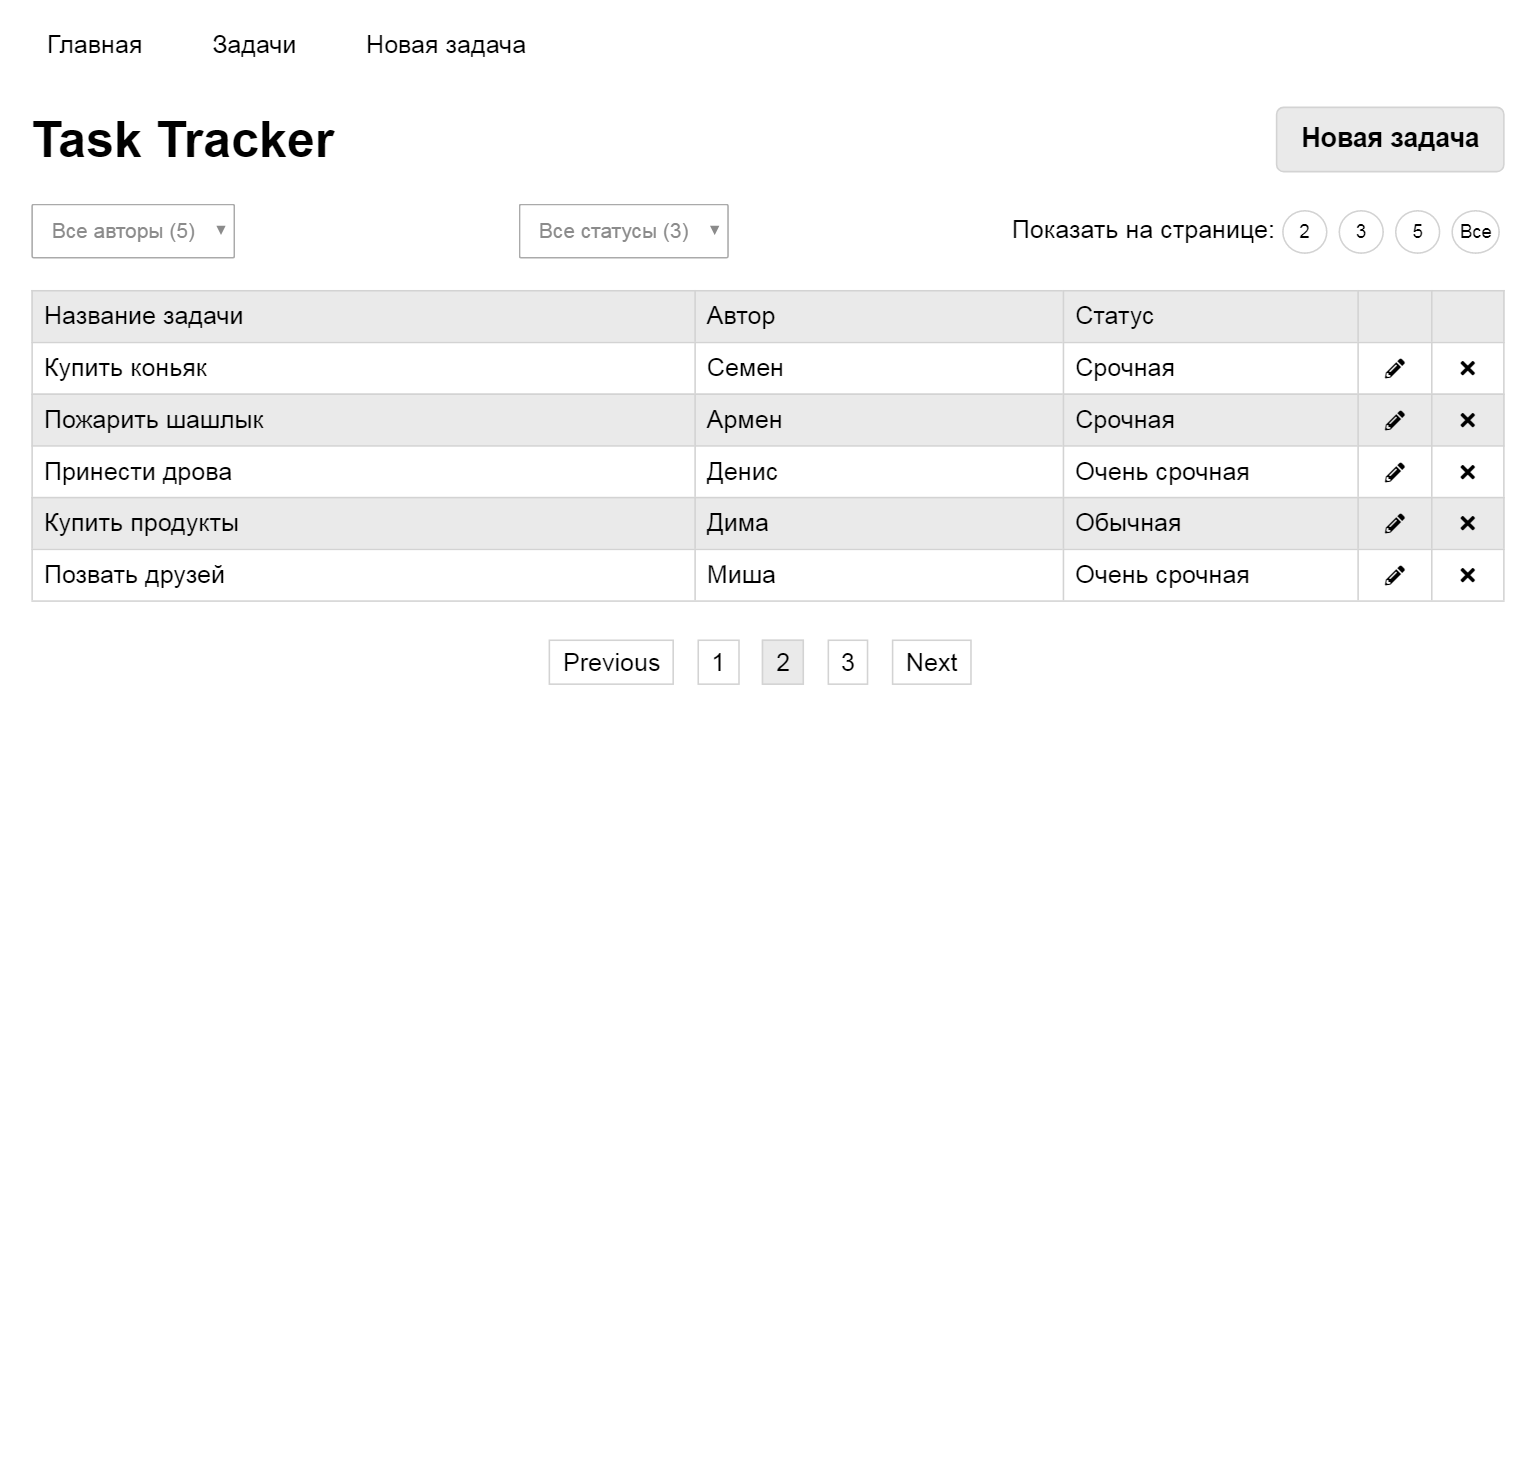 Главная Задачи Новая задача
Task Tracker
Новая задача
Все авторы (5) Все статусы (3) Показать на странице: 2 3 5 Все
Название задачи Автор Статус
Купить коньяк Семен Срочная
Пожарить шашлык Армен Срочная
Принести дрова Денис Очень срочная
Купить продукты Дима Обычная
Позвать друзей Миша Очень срочная
Previous 1 2 3 Next